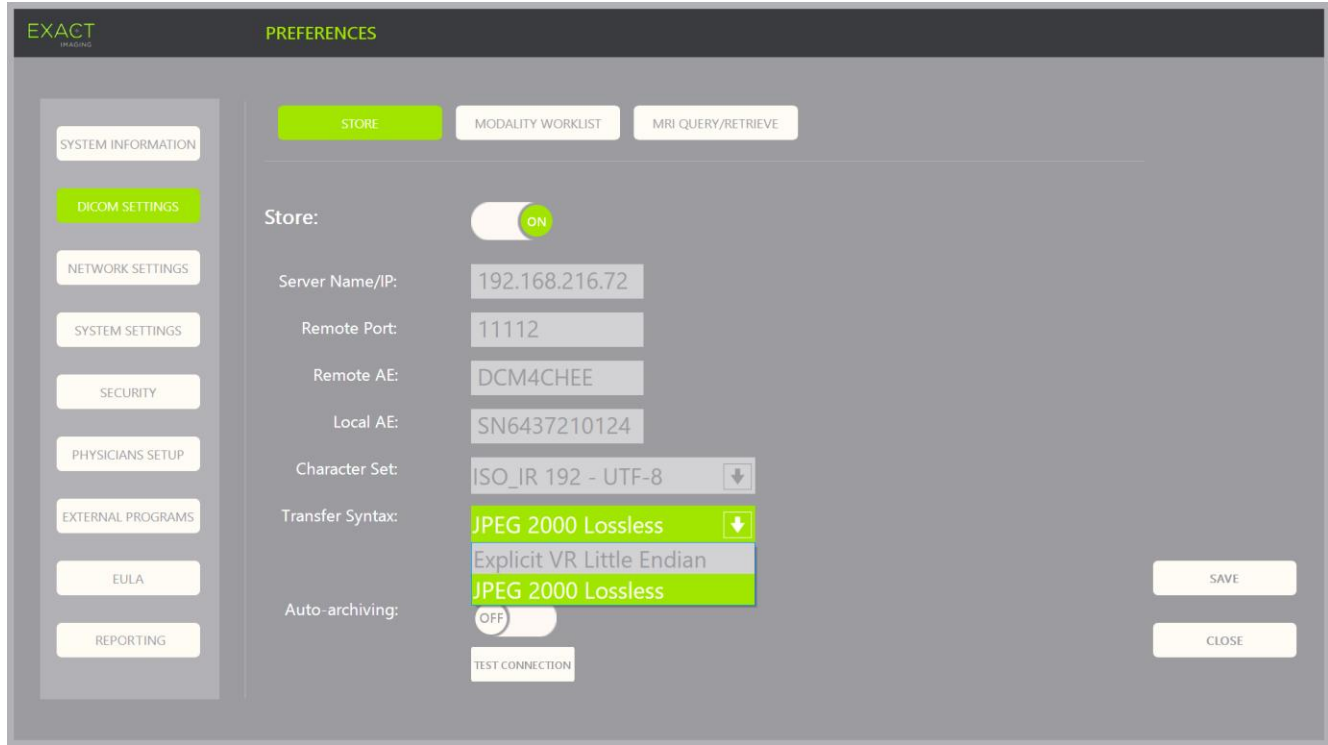 EXACT
IMAGING
PREFERENCES
SYSTEM INFORMATION
DICOM SETTINGS
NETWORK SETTINGS
SYSTEM SETTINGS
SECURITY
PHYSICIANS SETUP
EXTERNAL PROGRAMS
EULA
REPORTING
STORE
MODALITY WORKLIST
MRI QUERY/RETRIEVE
Store:
ON
Server Name/IP:
192.168.216.72
Remote Port:
11112
Remote AE:
DCM4CHEE
Local AE:
SN6437210124
Character Set:
ISO_IR 192 - UTF-8
Transfer Syntax:
JPEG 2000 Lossless
Explicit VR Little Endian
JPEG 2000 Lossless
Auto-archiving:
OFF
TEST CONNECTION
SAVE
CLOSE